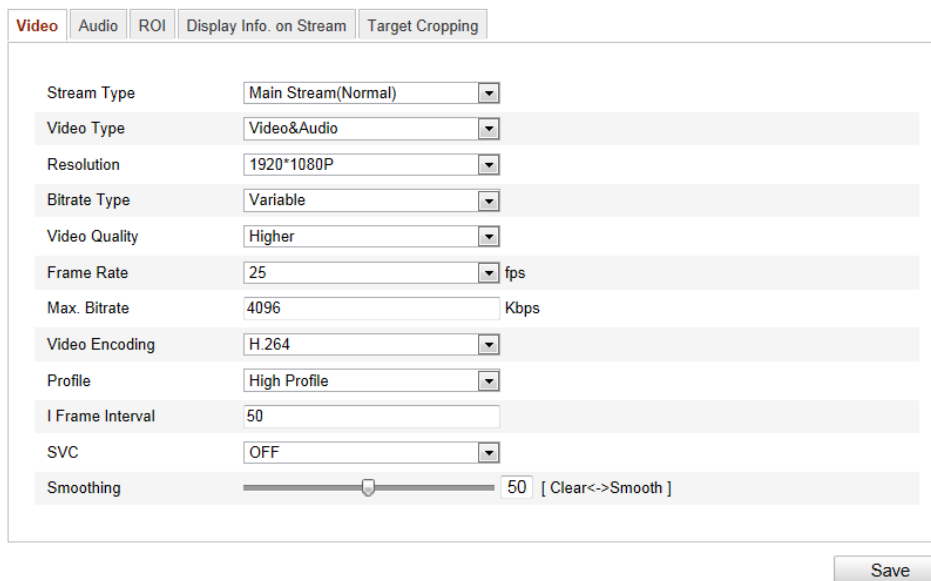 Video Audio ROI Display Info. on Stream Target Cropping
Stream Type Main Stream(Normal)
Video Type Video&Audio
Resolution 1920*1080P
Bitrate Type Variable
Video Quality Higher
Frame Rate 25 fps
Max. Bitrate 4096 Kbps
Video Encoding H.264
Profile High Profile
I Frame Interval 50
SVC OFF
Smoothing 50 [ Clear<->Smooth ]
Save